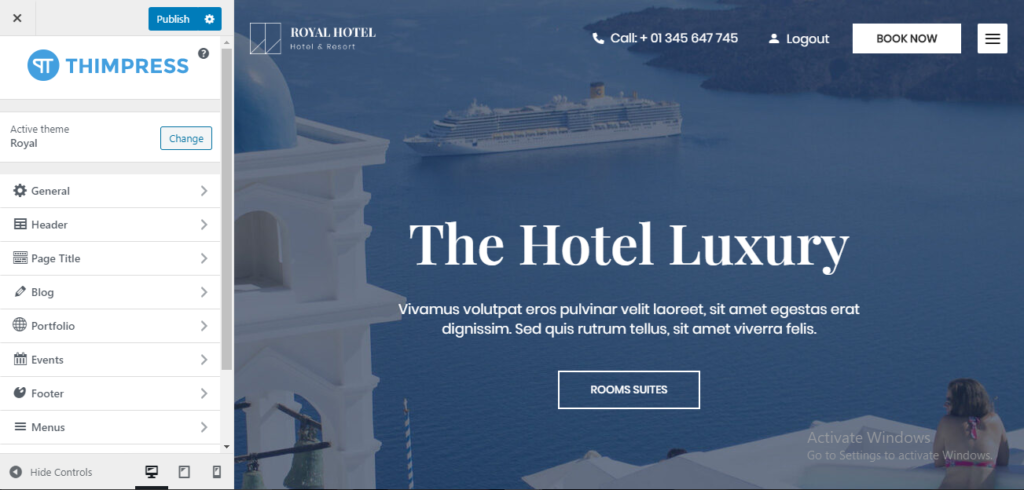 Publish
THIMPRESS
Active theme
Royal
Change
General
Header
Page Title
Blog
Portfolio
Events
Footer
Menus
Hide Controls
ROYAL HOTEL
Hotel & Resort
Call: + 01 345 647 745
Logout
BOOK NOW
The Hotel Luxury
Vivamus volutpat eros pulvinar velit laoreet, sit amet egestas erat
dignissim. Sed quis rutrum tellus, sit amet viverra felis.
ROOMS SUITES
Activate Windows
Go to Settings to activate Windows.